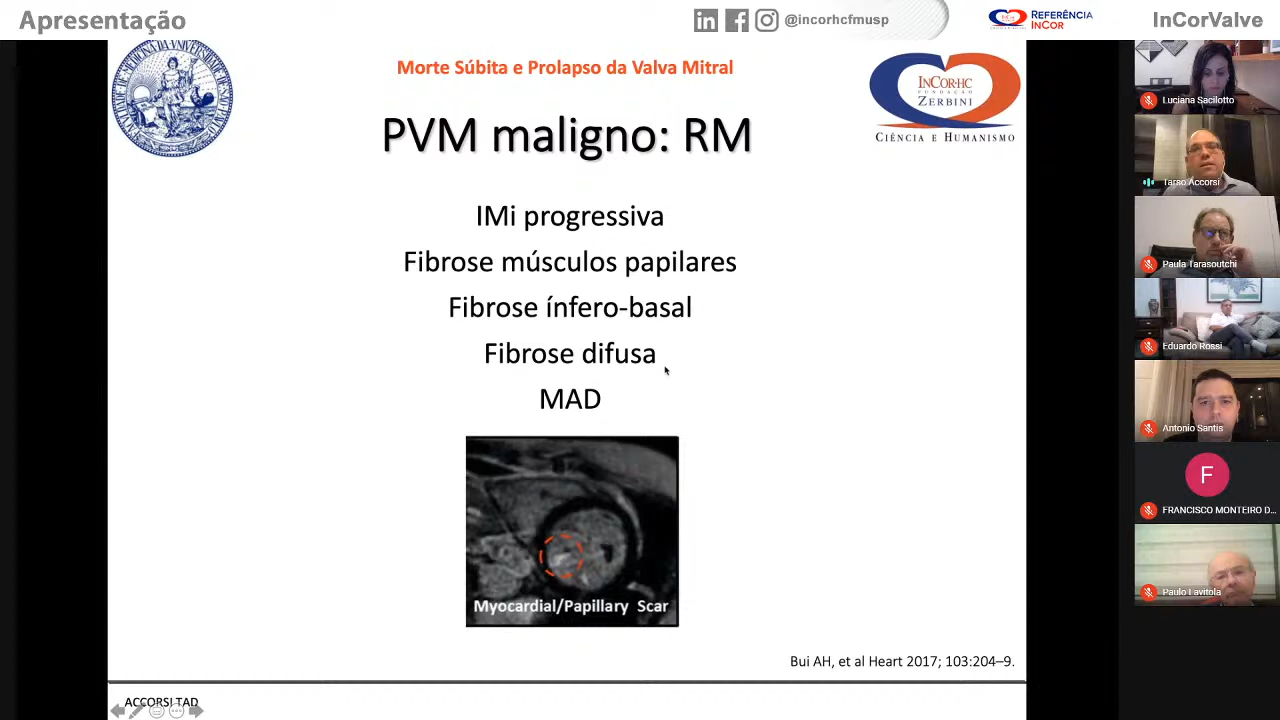 Apresentação
@incorhcfmusp
REFERÊNCIA
INCOR
InCorValve
Morte Súbita e Prolapso da Valva Mitral
INCOR·HC
FUNDAÇÃO
ZERBINI
CIÊNCIA E HUMANISMO
PVM maligno: RM
IMi progressiva
Fibrose músculos papilares
Fibrose ínfero-basal
Fibrose difusa
MAD
Myocardial/Papillary Scar
Bui AH, et al Heart 2017; 103:204–9.
ACCORSI TAD
Luciana Sacilotto
Tarso Accorsi
Paula Tarasoutchi
Eduardo Rossi
Antonio Santis
F
FRANCISCO MONTEIRO D...
Paulo Lavitola